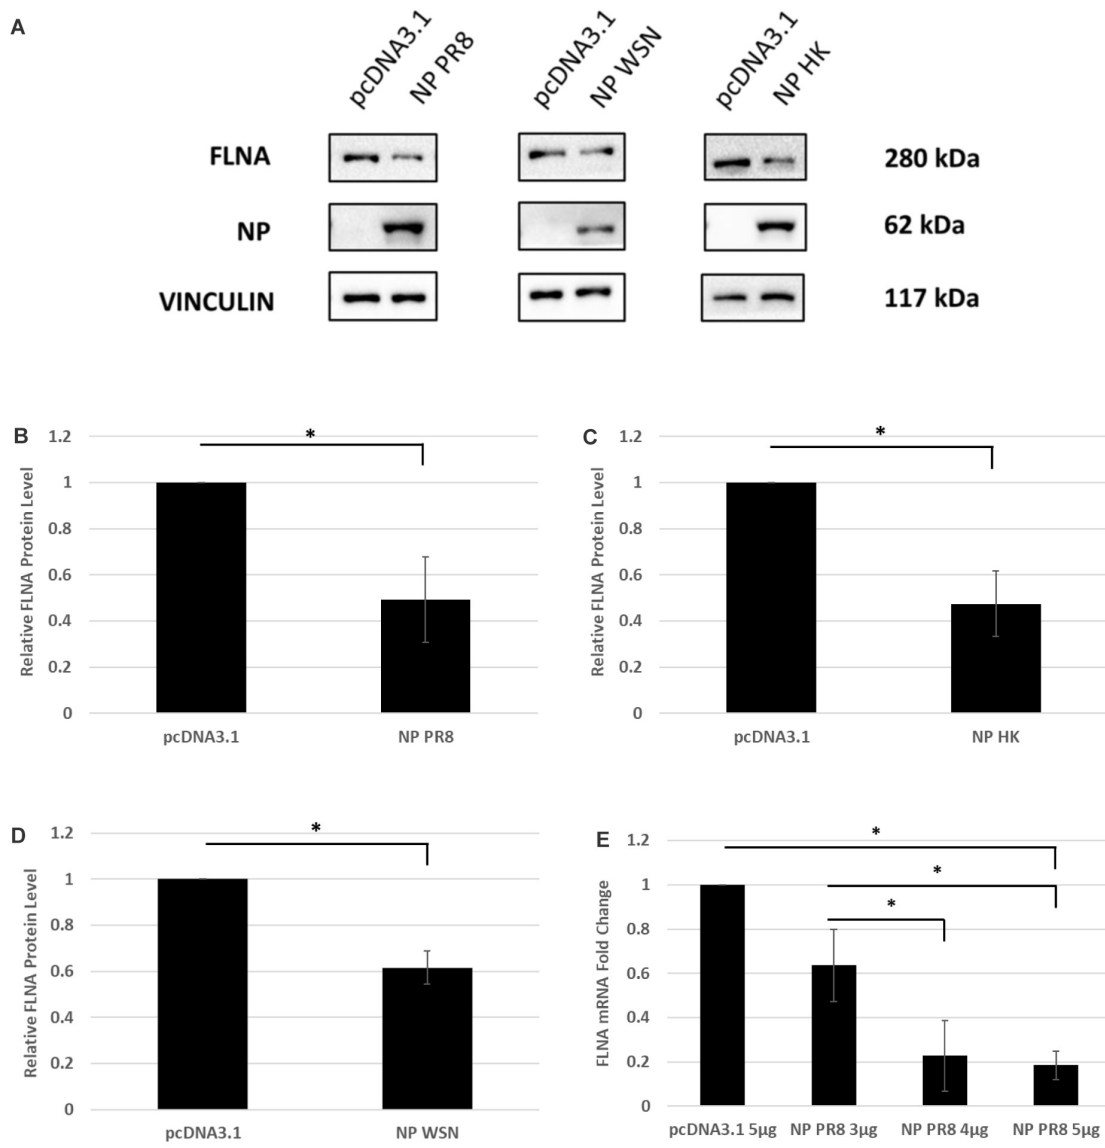 A
pcDNA3.1
NP PR8
pcDNA3.1
NP WSN
pcDNA3.1
NP HK
FLNA
280 kDa
NP
62 kDa
VINCULIN
117 kDa
B
Relative FLNA Protein Level
1.2
1
0.8
0.6
0.4
0.2
0
*
pcDNA3.1
NP PR8
C
Relative FLNA Protein Level
1.2
1
0.8
0.6
0.4
0.2
0
*
pcDNA3.1
NP HK
D
Relative FLNA Protein Level
1.2
1
0.8
0.6
0.4
0.2
0
*
pcDNA3.1
NP WSN
E
FLNA mRNA Fold Change
1.2
1
0.8
0.6
0.4
0.2
0
*
*
*
pcDNA3.1 5µg
NP PR8 3µg
NP PR8 4µg
NP PR8 5µg